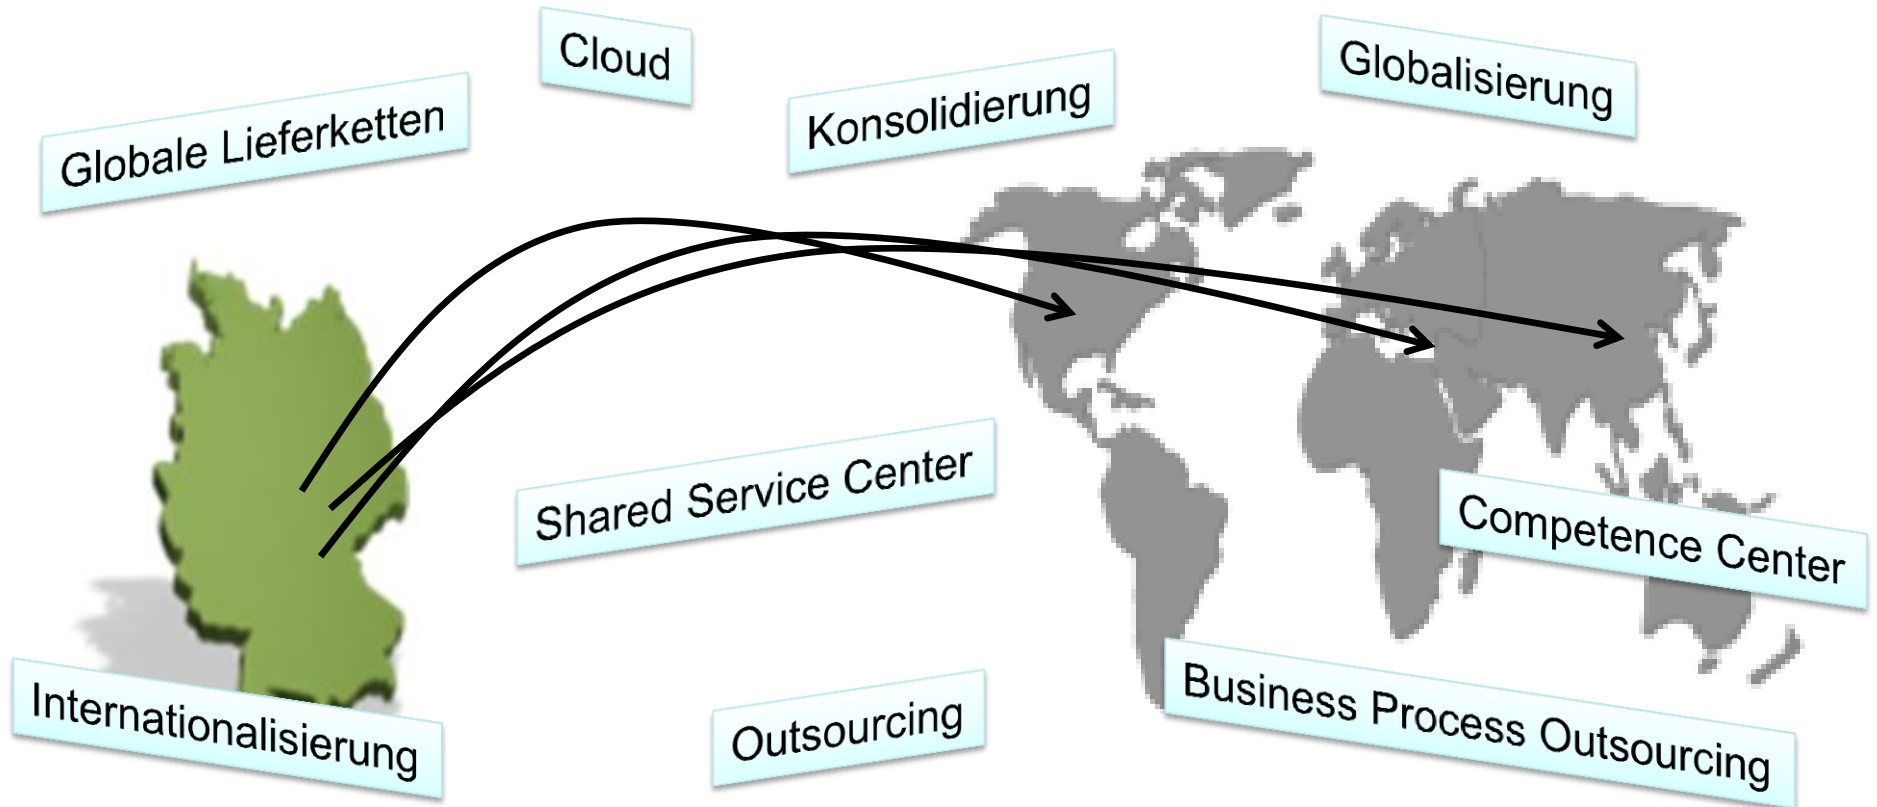 Cloud
Globalisierung
Globale Lieferketten
Konsolidierung
Shared Service Center
Competence Center
Internationalisierung
Outsourcing
Business Process Outsourcing